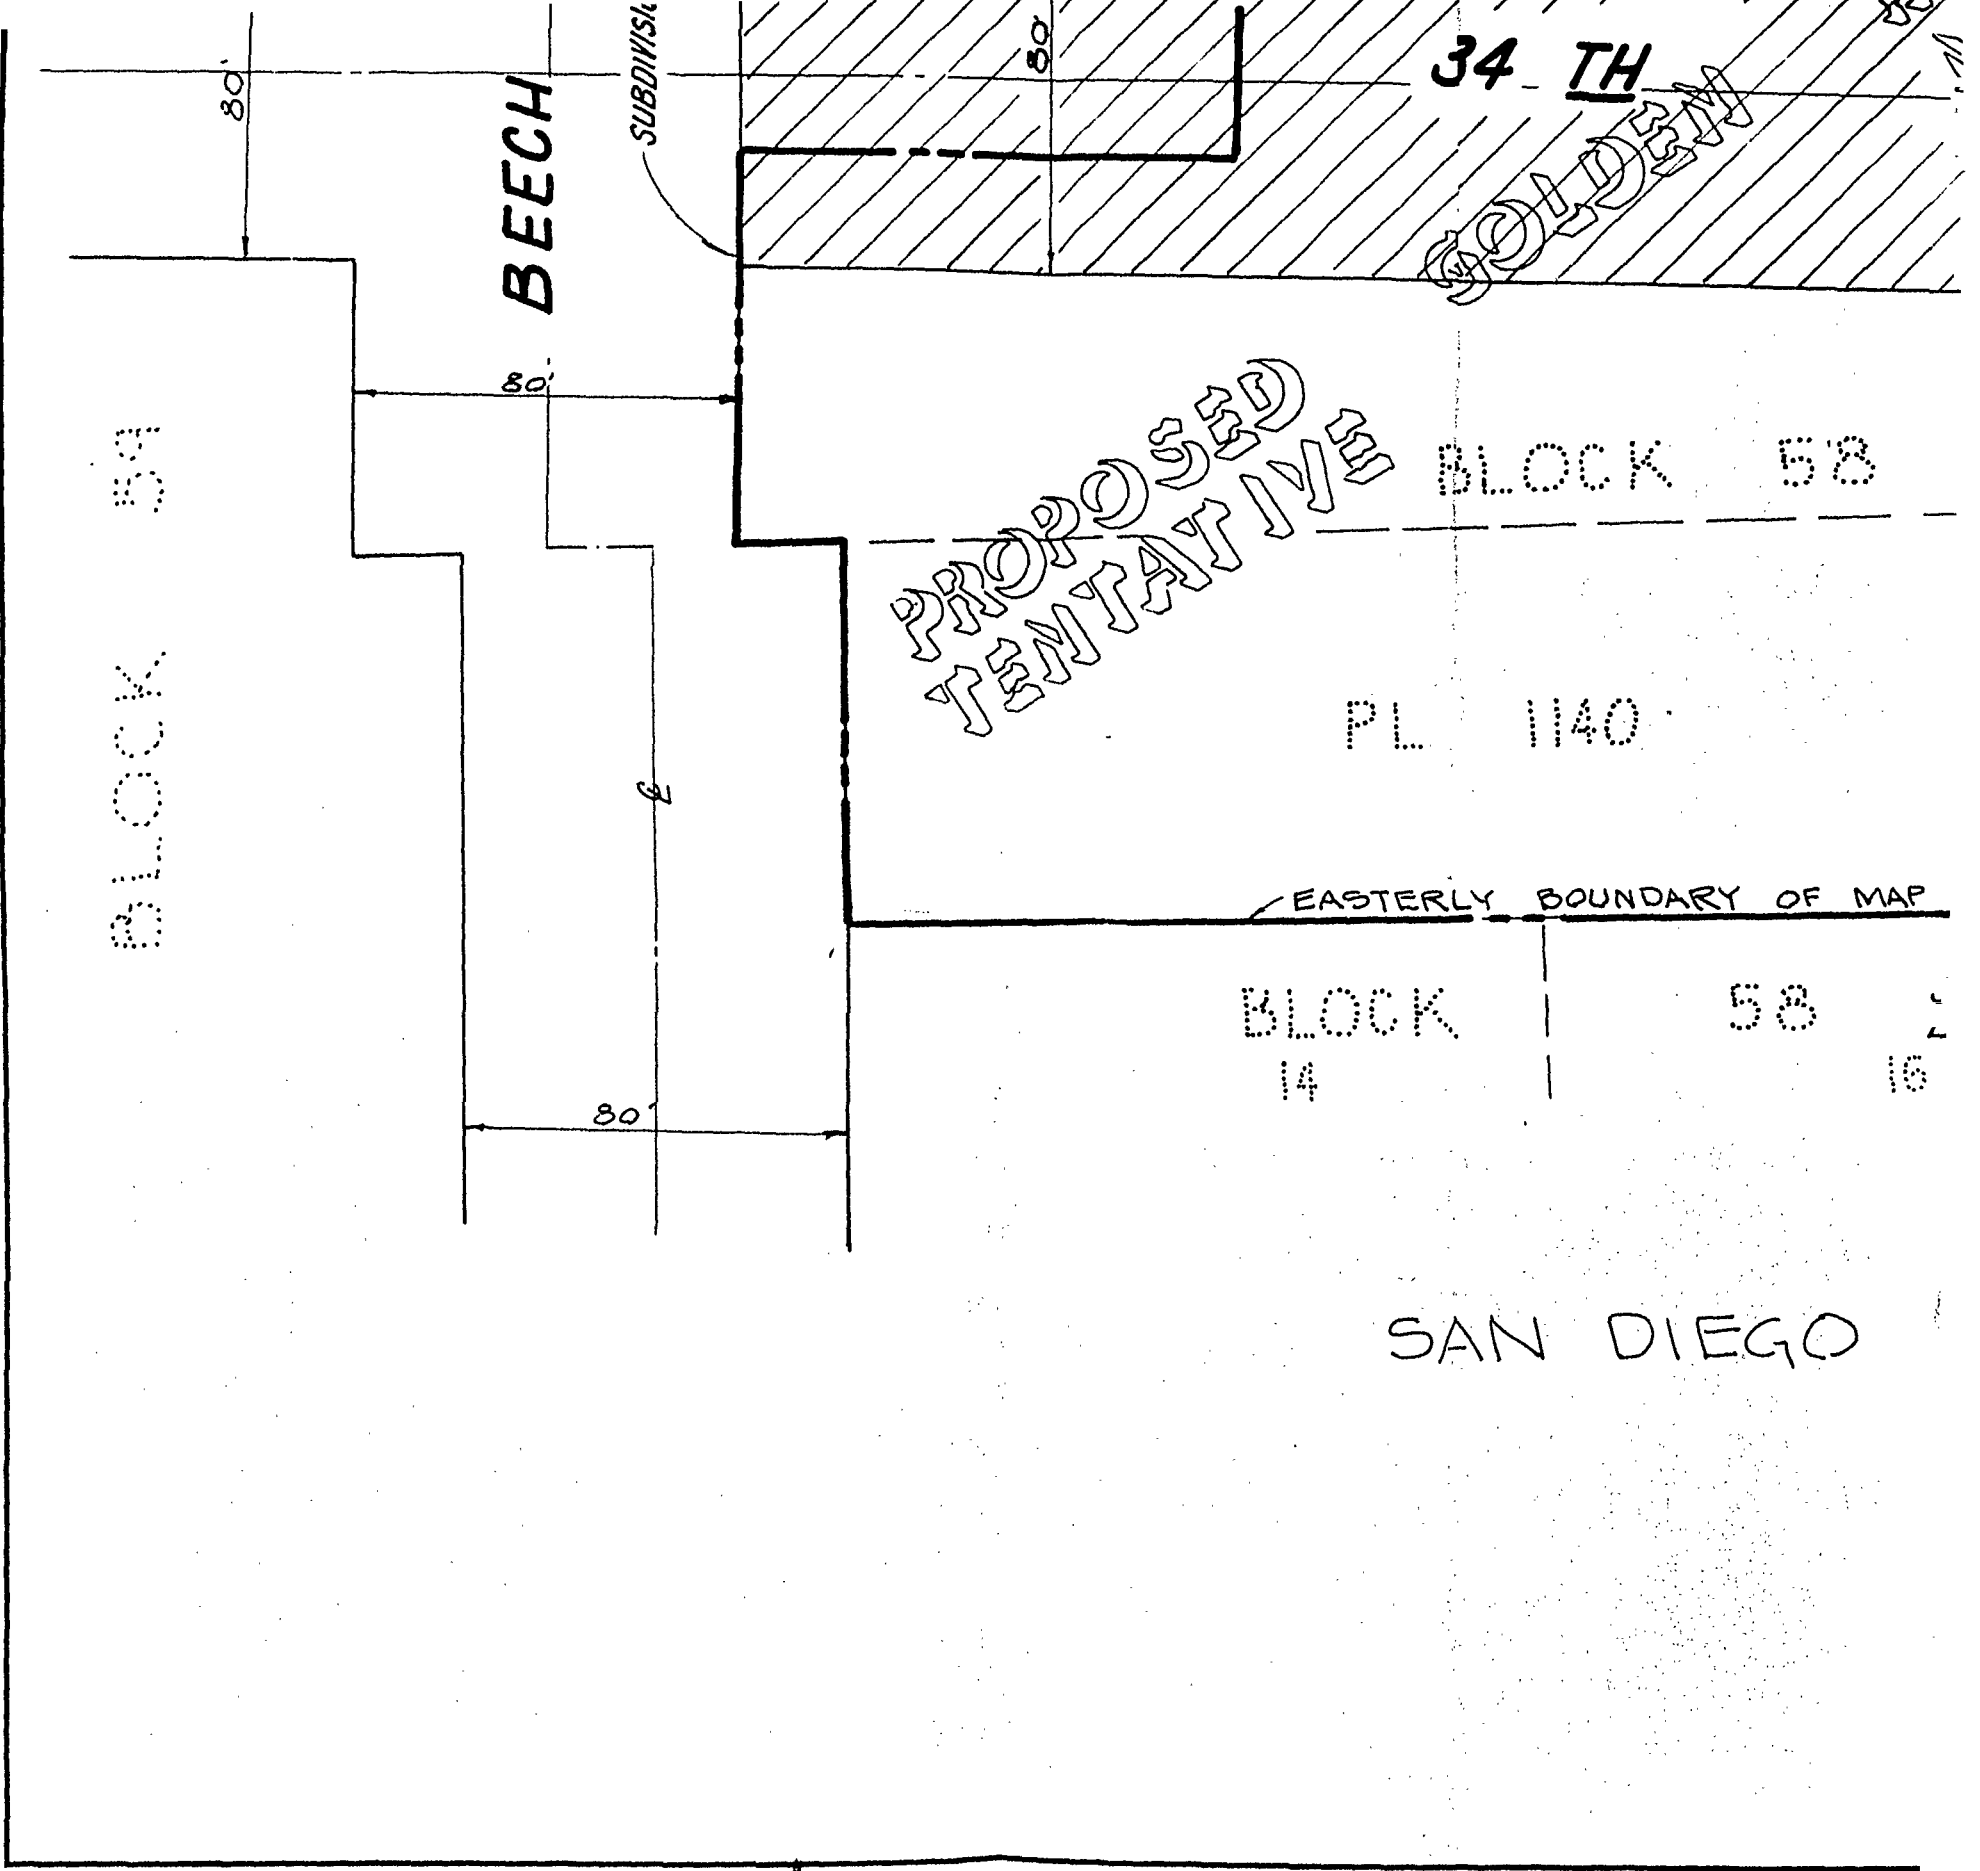 80'
BEECH
SUBDIVISI
80'
34 TH
GOLDEN
80'
BLOCK 59
PROPOSED
TENTATIVE
BLOCK 58
PL 1140
℄
EASTERLY BOUNDARY OF MAP
BLOCK 58
14
16
80'
SAN DIEGO